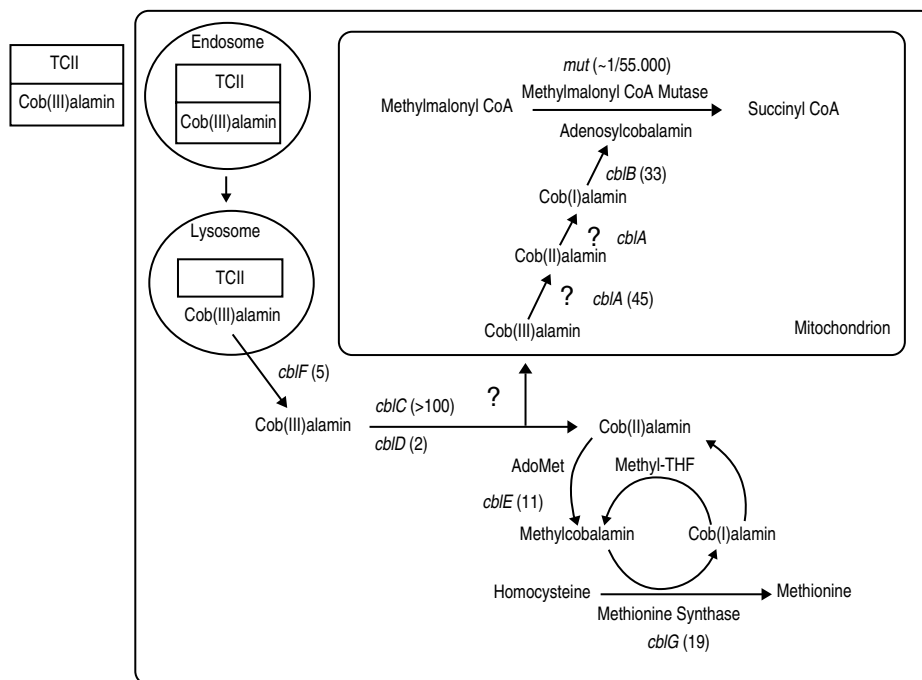 TCII
Cob(III)alamin
Endosome
TCII
Cob(III)alamin
Lysosome
TCII
Cob(III)alamin
cblF (5)
Cob(III)alamin
cblC (>100)
cblD (2)
?
mut (~1/55.000)
Methylmalonyl CoA Mutase
Methylmalonyl CoA
Succinyl CoA
Adenosylcobalamin
cblB (33)
Cob(I)alamin
? cblA
Cob(II)alamin
? cblA (45)
Cob(III)alamin
Mitochondrion
Cob(II)alamin
AdoMet
Methyl-THF
cblE (11)
Methylcobalamin
Cob(I)alamin
Homocysteine
Methionine
Methionine Synthase
cblG (19)